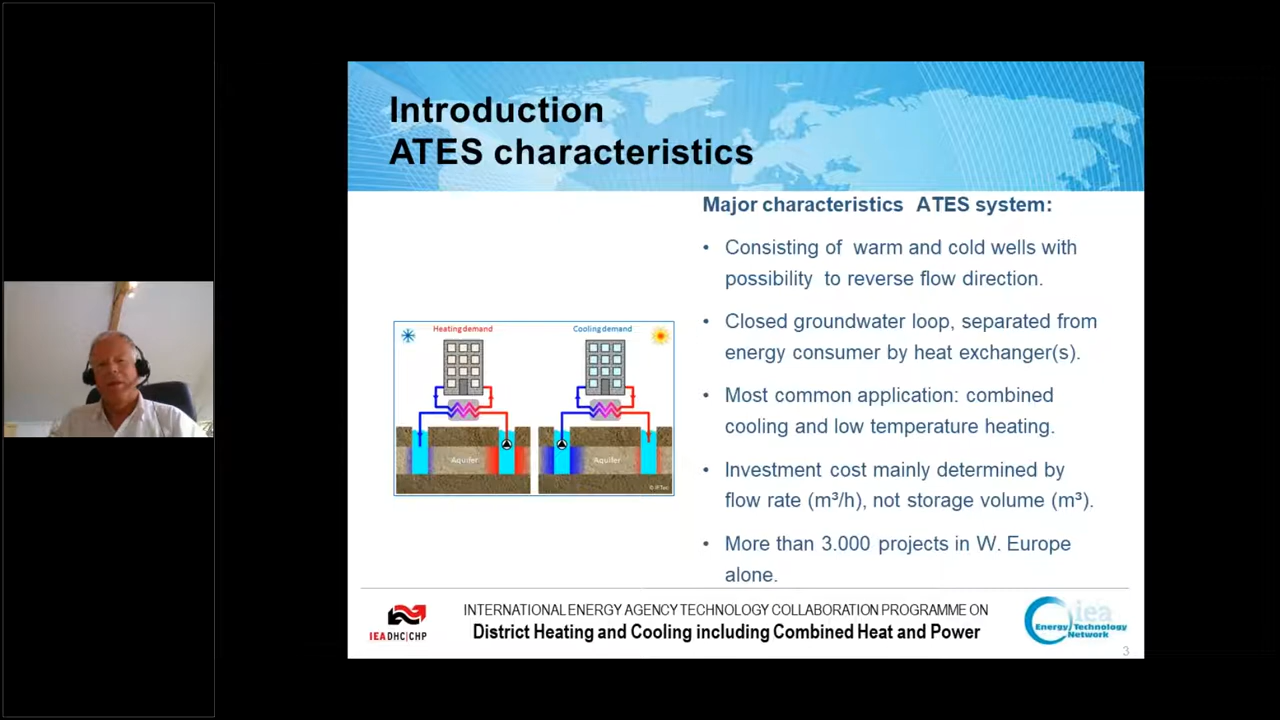 Introduction
ATES characteristics
Major characteristics ATES system:
• Consisting of warm and cold wells with
possibility to reverse flow direction.
• Closed groundwater loop, separated from
energy consumer by heat exchanger(s).
• Most common application: combined
cooling and low temperature heating.
• Investment cost mainly determined by
flow rate (m³/h), not storage volume (m³).
• More than 3.000 projects in W. Europe
alone.
Heating demand
Cooling demand
Aquifer
Aquifer
IEA DHC|CHP
INTERNATIONAL ENERGY AGENCY TECHNOLOGY COLLABORATION PROGRAMME ON
District Heating and Cooling including Combined Heat and Power
iea
Energy Technology
Network
3